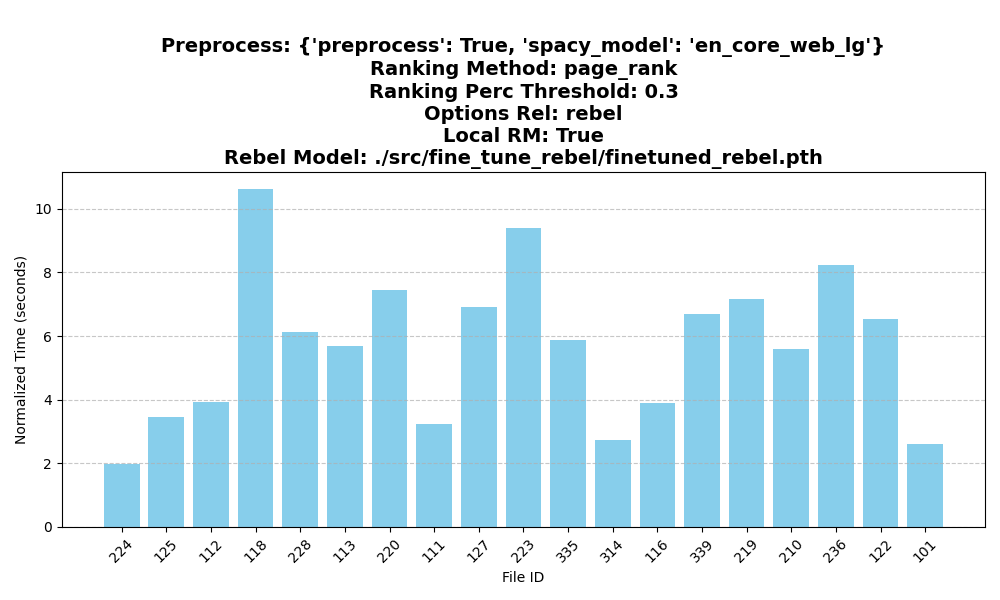 Preprocess: {'preprocess': True, 'spacy_model': 'en_core_web_lg'}
Ranking Method: page_rank
Ranking Perc Threshold: 0.3
Options Rel: rebel
Local RM: True
Rebel Model: ./src/fine_tune_rebel/finetuned_rebel.pth
Normalized Time (seconds)
10
8
6
4
2
0
224 125 112 118 228 113 220 111 127 223 335 314 116 339 219 210 236 122 101
File ID